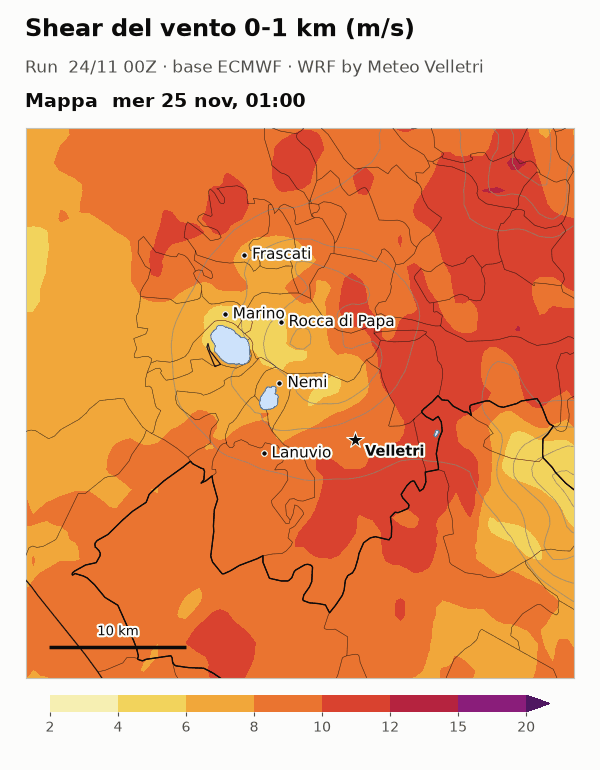 Shear del vento 0-1 km (m/s)
Run  24/11 00Z · base ECMWF · WRF by Meteo Velletri
Mappa  mer 25 nov, 01:00
Frascati
Marino
Rocca di Papa
Nemi
Velletri
Lanuvio
10 km
2 4 6 8 10 12 15 20